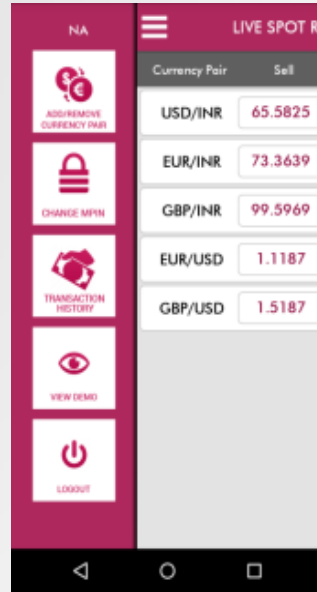 NA
ADD/REMOVE
CURRENCY PAIR
CHANGE MPIN
TRANSACTION
HISTORY
VIEW DEMO
LOGOUT
LIVE SPOT R
Currency Pair Sell
USD/INR 65.5825
EUR/INR 73.3639
GBP/INR 99.5969
EUR/USD 1.1187
GBP/USD 1.5187